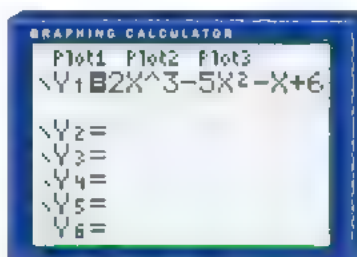 GRAPHING CALCULATOR
Plot1 Plot2 Plot3
\Y1=2X^3-5X²-X+6
\Y2=
\Y3=
\Y4=
\Y5=
\Y6=